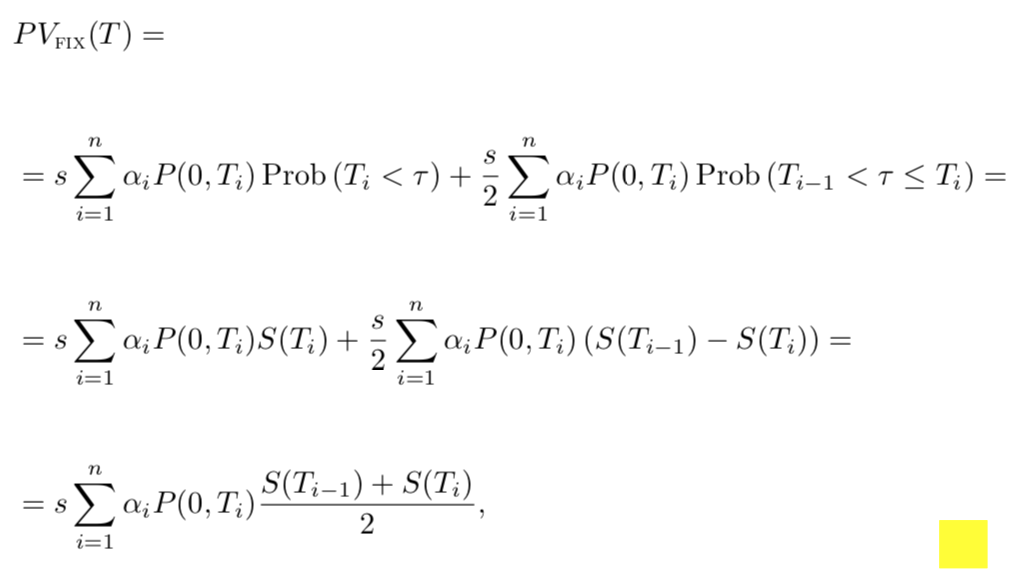 PV_FIX(T) =
= s ∑_{i=1}^{n} α_i P(0, T_i) Prob (T_i < τ) + s/2 ∑_{i=1}^{n} α_i P(0, T_i) Prob (T_{i−1} < τ ≤ T_i) =
= s ∑_{i=1}^{n} α_i P(0, T_i)S(T_i) + s/2 ∑_{i=1}^{n} α_i P(0, T_i) (S(T_{i−1}) − S(T_i)) =
= s ∑_{i=1}^{n} α_i P(0, T_i) (S(T_{i−1}) + S(T_i))/2,